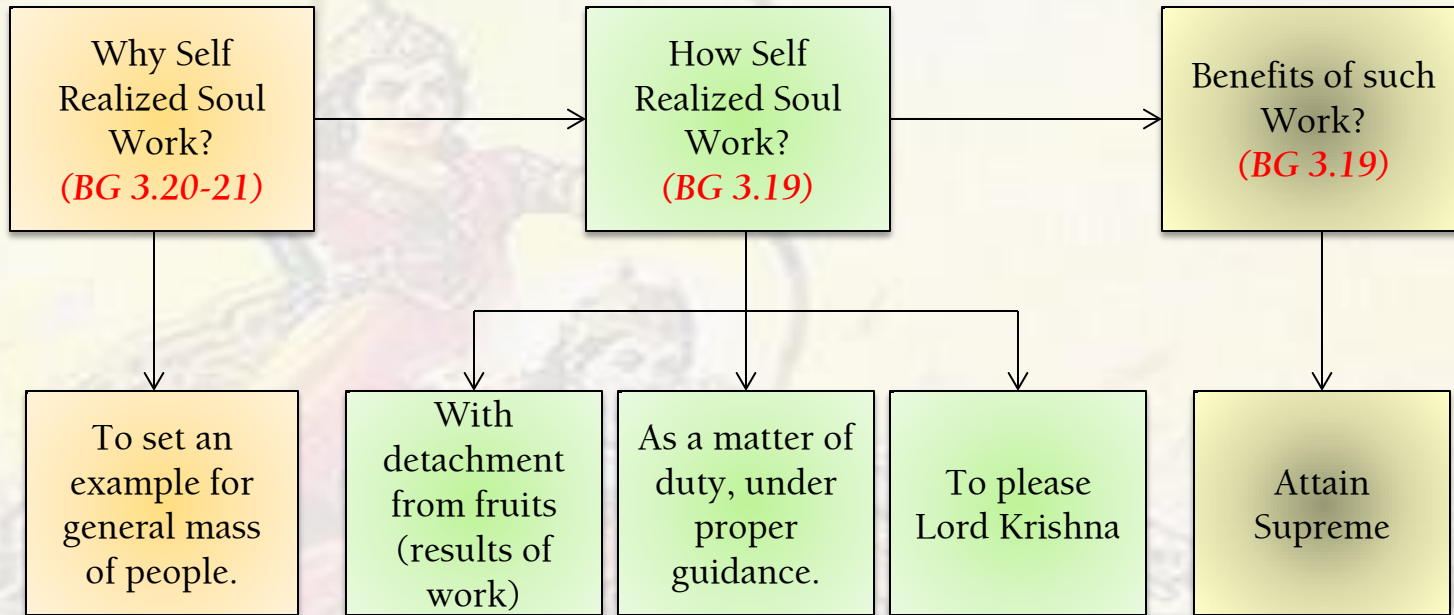 Why Self
Realized Soul
Work?
(BG 3.20-21)
How Self
Realized Soul
Work?
(BG 3.19)
Benefits of such
Work?
(BG 3.19)
To set an
example for
general mass
of people.
With
detachment
from fruits
(results of
work)
As a matter of
duty, under
proper
guidance.
To please
Lord Krishna
Attain
Supreme